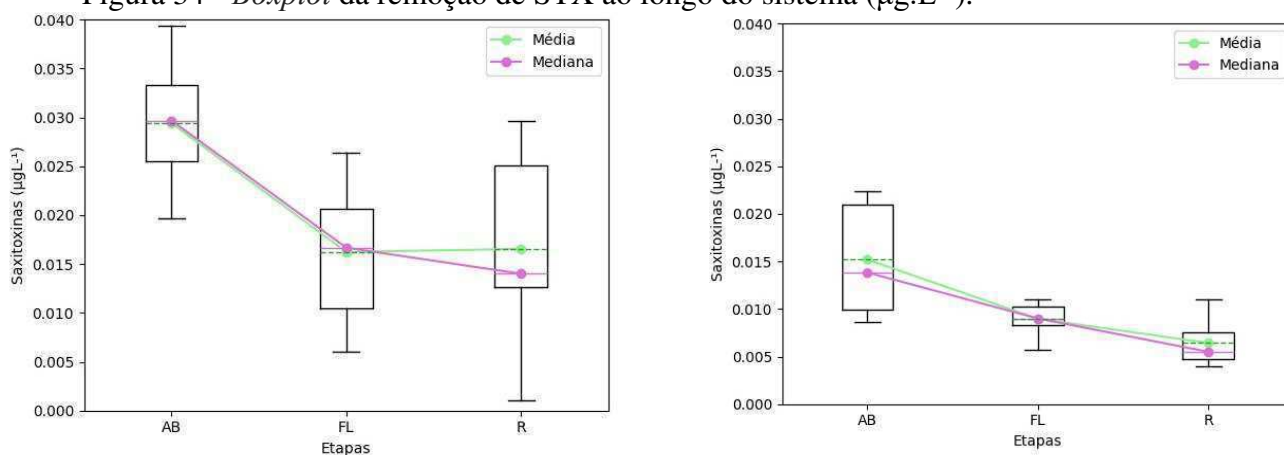 Figura 34 - Boxplot da remoção de STX ao longo do sistema (µg.L⁻¹).
0.040
0.035
0.030
0.025
0.020
0.015
0.010
0.005
0.000
Saxitoxinas (µgL⁻¹)
Média
Mediana
AB
FL
R
Etapas
0.040
0.035
0.030
0.025
0.020
0.015
0.010
0.005
0.000
Saxitoxinas (µgL⁻¹)
Média
Mediana
AB
FL
R
Etapas